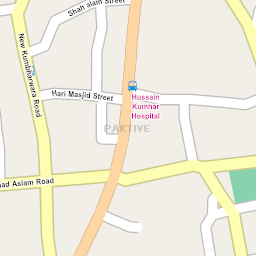 Shah alam Street
New Kumbharwara Road
Hari Masjid Street
Hussain
Kumhar
Hospital
PAKTIVE
ad Aslam Road